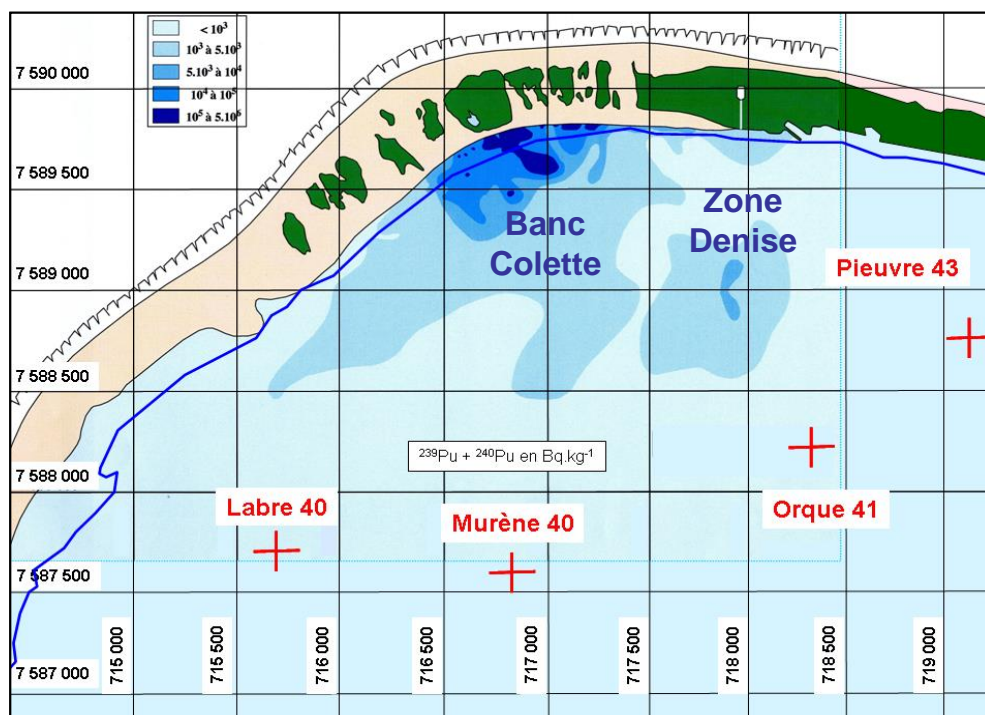 < 10³
10³ à 5.10³
5.10³ à 10⁴
10⁴ à 10⁵
10⁵ à 5.10⁶
7 590 000
7 589 500
7 589 000
7 588 500
7 588 000
7 587 500
7 587 000
Banc
Colette
Zone
Denise
Pieuvre 43
²³⁹Pu + ²⁴⁰Pu en Bq.kg⁻¹
Labre 40
Murène 40
Orque 41
715 000
715 500
716 000
716 500
717 000
717 500
718 000
718 500
719 000